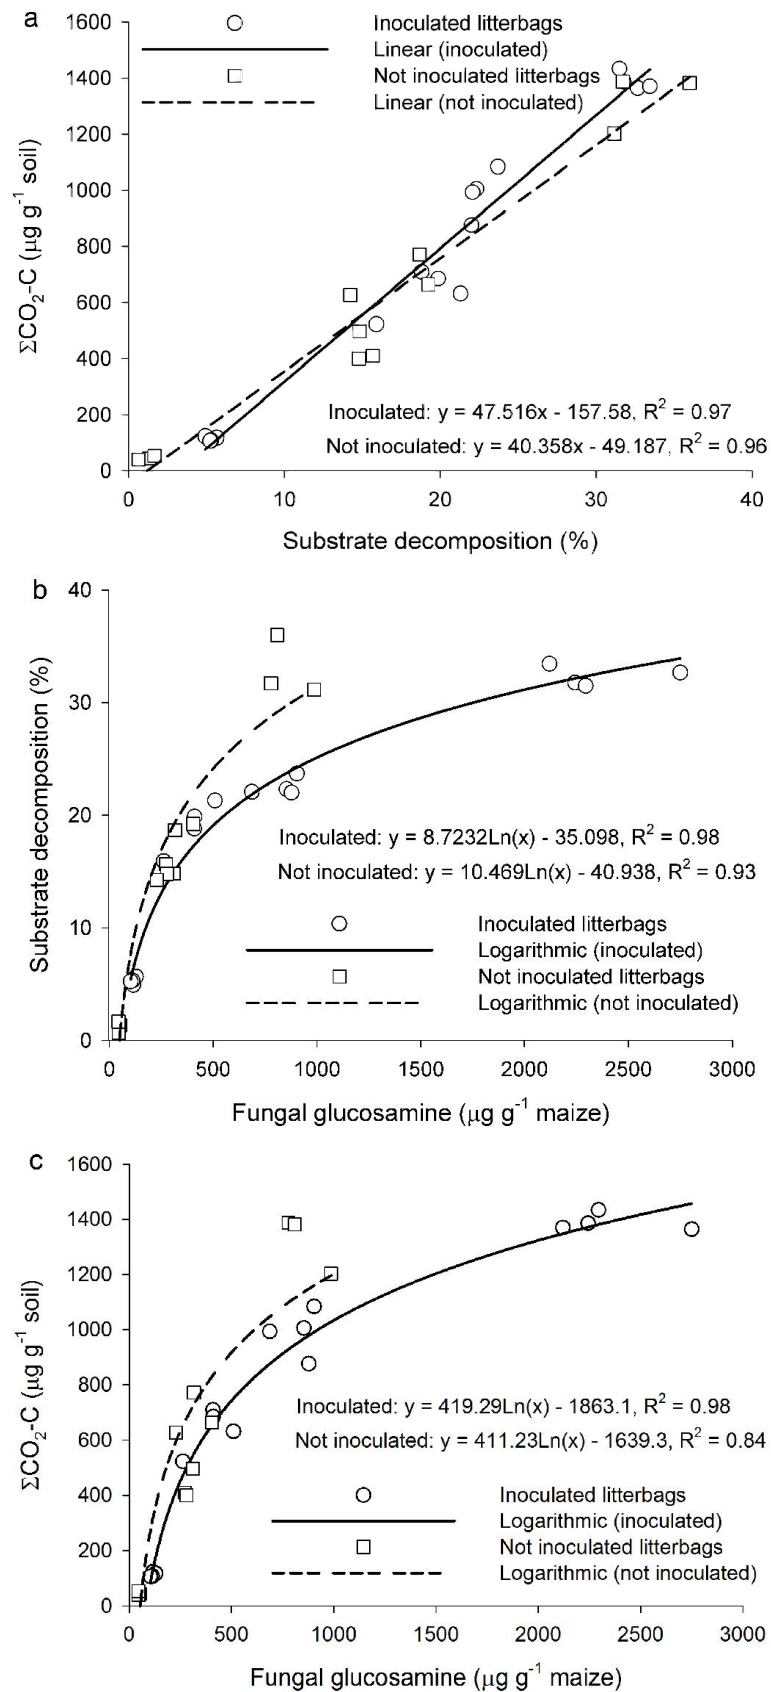 a
1600
1400
1200
1000
800
600
400
200
0
ΣCO2-C (μg g-1 soil)
Inoculated litterbags
Linear (inoculated)
Not inoculated litterbags
Linear (not inoculated)
Inoculated: y = 47.516x - 157.58, R2 = 0.97
Not inoculated: y = 40.358x - 49.187, R2 = 0.96
0 10 20 30 40
Substrate decomposition (%)
b
40
30
20
10
0
Substrate decomposition (%)
Inoculated: y = 8.7232Ln(x) - 35.098, R2 = 0.98
Not inoculated: y = 10.469Ln(x) - 40.938, R2 = 0.93
Inoculated litterbags
Logarithmic (inoculated)
Not inoculated litterbags
Logarithmic (not inoculated)
0 500 1000 1500 2000 2500 3000
Fungal glucosamine (μg g-1 maize)
c
1600
1400
1200
1000
800
600
400
200
0
ΣCO2-C (μg g-1 soil)
Inoculated: y = 419.29Ln(x) - 1863.1, R2 = 0.98
Not inoculated: y = 411.23Ln(x) - 1639.3, R2 = 0.84
Inoculated litterbags
Logarithmic (inoculated)
Not inoculated litterbags
Logarithmic (not inoculated)
0 500 1000 1500 2000 2500 3000
Fungal glucosamine (μg g-1 maize)